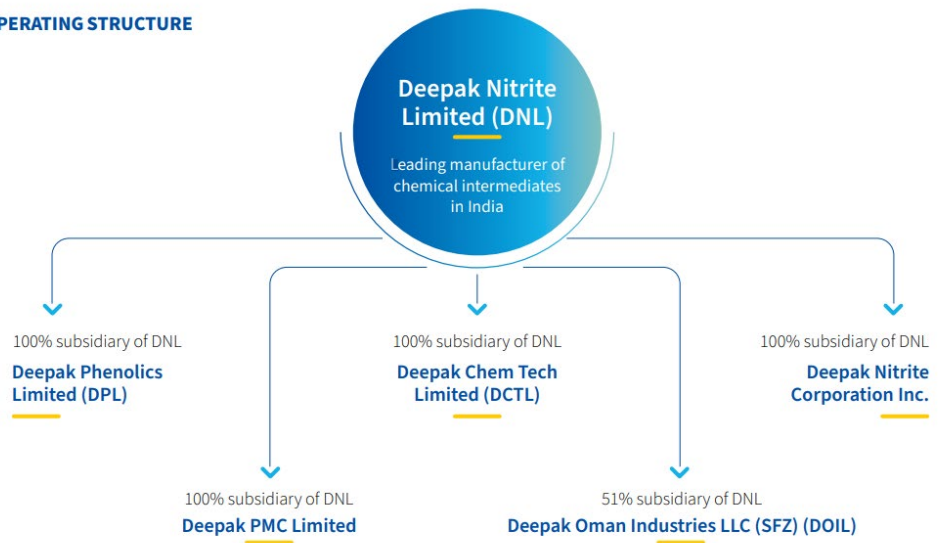 PERATING STRUCTURE
Deepak Nitrite
Limited (DNL)
Leading manufacturer of
chemical intermediates
in India
100% subsidiary of DNL
Deepak Phenolics
Limited (DPL)
100% subsidiary of DNL
Deepak Chem Tech
Limited (DCTL)
100% subsidiary of DNL
Deepak Nitrite
Corporation Inc.
100% subsidiary of DNL
Deepak PMC Limited
51% subsidiary of DNL
Deepak Oman Industries LLC (SFZ) (DOIL)